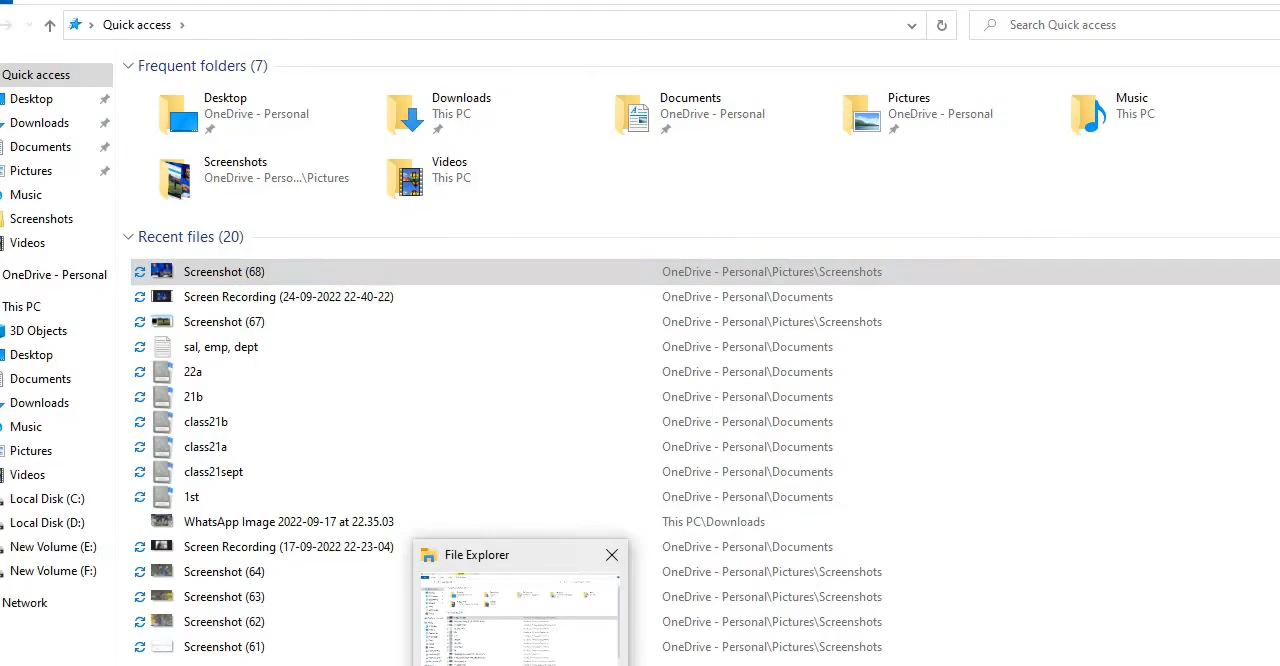 Quick access
Search Quick access
Quick access
Desktop
Downloads
Documents
Pictures
Music
Screenshots
Videos
OneDrive - Personal
This PC
3D Objects
Desktop
Documents
Downloads
Music
Pictures
Videos
Local Disk (C:)
Local Disk (D:)
New Volume (E:)
New Volume (F:)
Network
Frequent folders (7)
Desktop
OneDrive - Personal
Downloads
This PC
Documents
OneDrive - Personal
Pictures
OneDrive - Personal
Music
This PC
Screenshots
OneDrive - Perso...\Pictures
Videos
This PC
Recent files (20)
Screenshot (68) OneDrive - Personal\Pictures\Screenshots
Screen Recording (24-09-2022 22-40-22) OneDrive - Personal\Documents
Screenshot (67) OneDrive - Personal\Pictures\Screenshots
sal, emp, dept OneDrive - Personal\Documents
22a OneDrive - Personal\Documents
21b OneDrive - Personal\Documents
class21b OneDrive - Personal\Documents
class21a OneDrive - Personal\Documents
class21sept OneDrive - Personal\Documents
1st OneDrive - Personal\Documents
WhatsApp Image 2022-09-17 at 22.35.03 This PC\Downloads
Screen Recording (17-09-2022 22-23-04) OneDrive - Personal\Documents
Screenshot (64) OneDrive - Personal\Pictures\Screenshots
Screenshot (63) OneDrive - Personal\Pictures\Screenshots
Screenshot (62) OneDrive - Personal\Pictures\Screenshots
Screenshot (61) OneDrive - Personal\Pictures\Screenshots
File Explorer